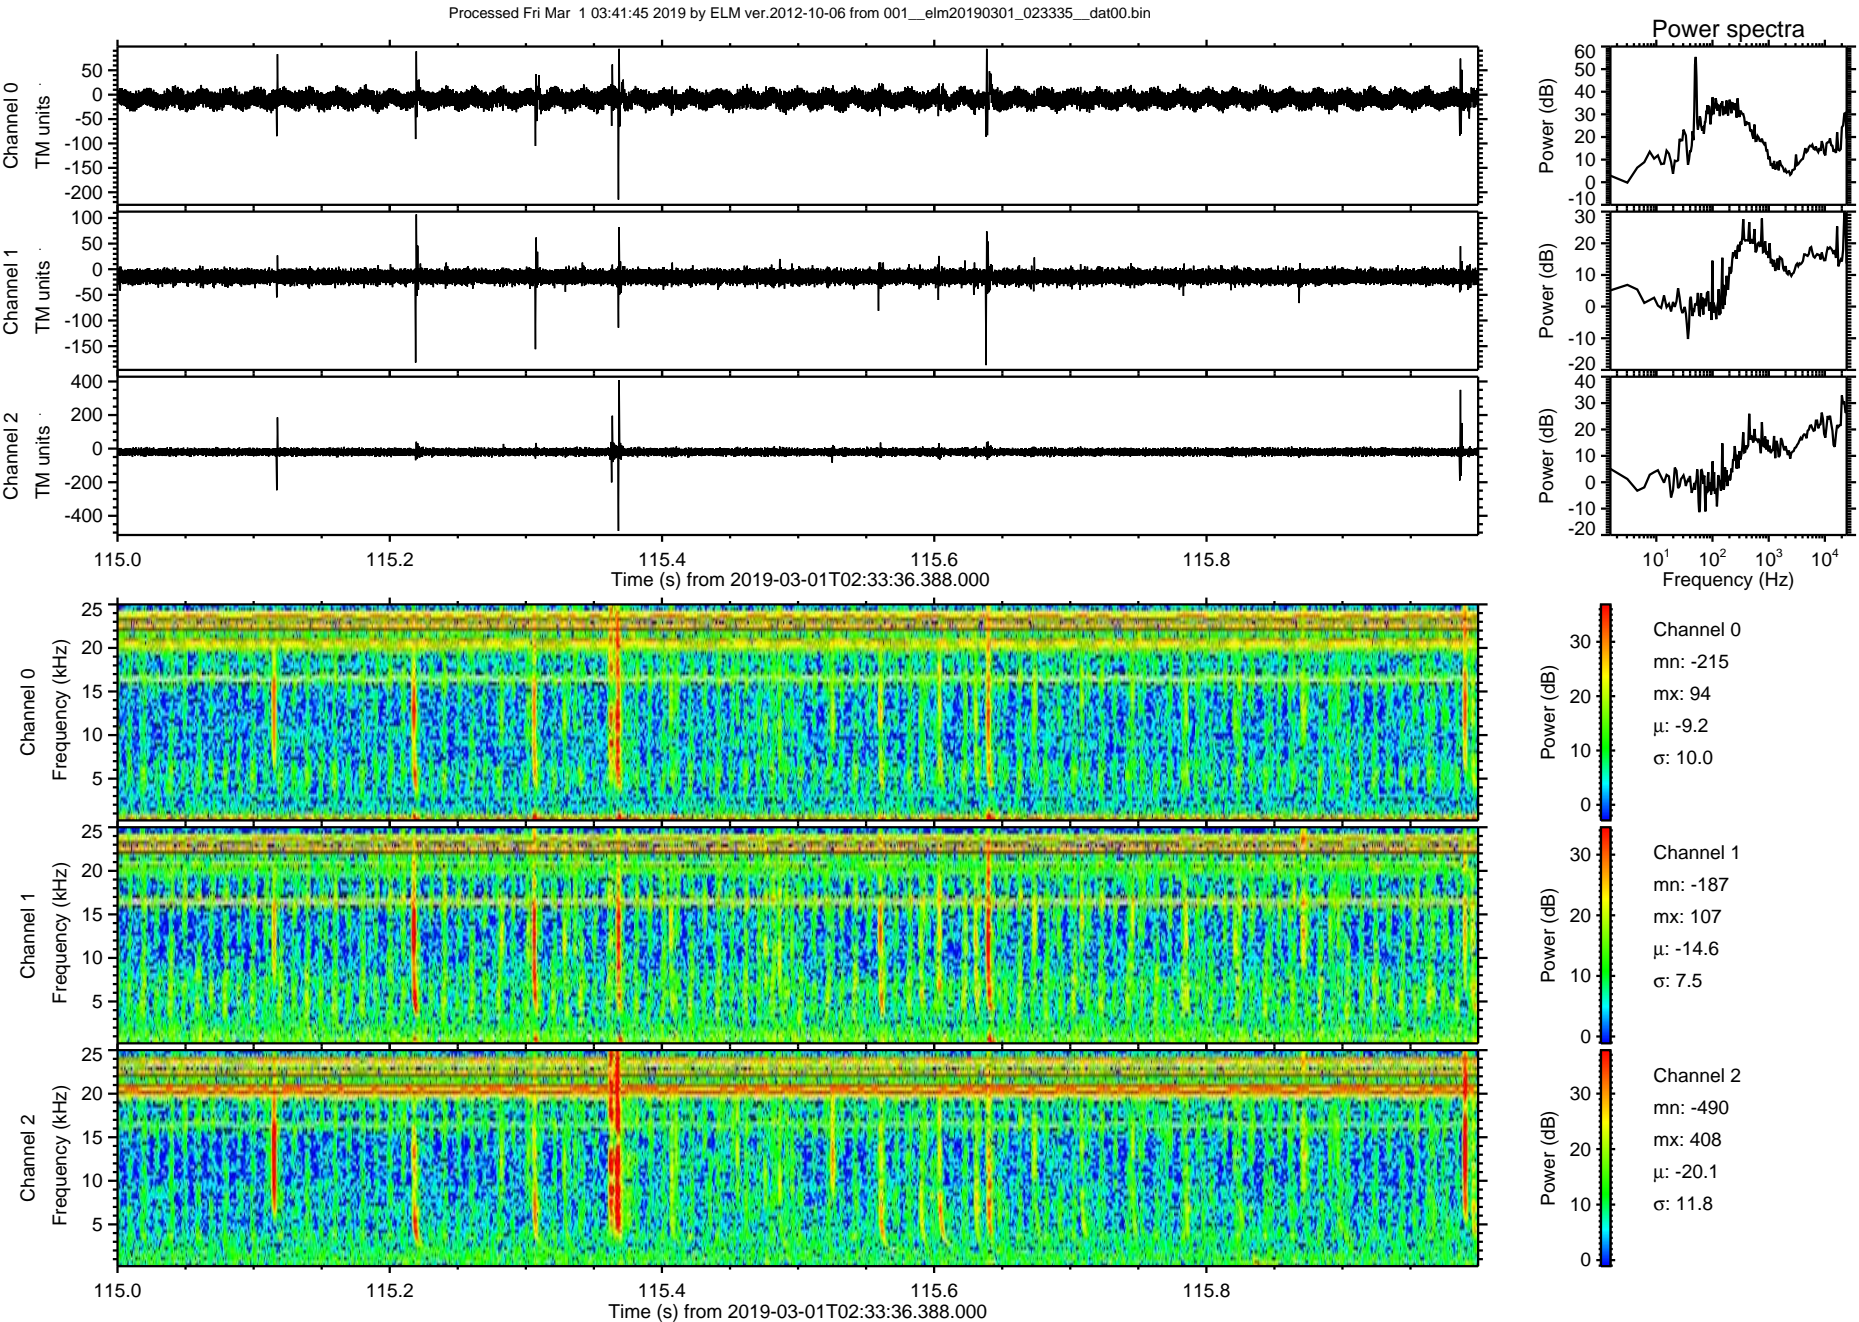 Processed Fri Mar  1 03:41:45 2019 by ELM ver.2012-10-06 from 001__elm20190301_023335__dat00.bin
Power spectra
Channel 0
TM units
50
0
-50
-100
-150
-200
Power (dB)
60
50
40
30
20
10
0
-10
Channel 1
TM units
100
50
0
-50
-100
-150
Power (dB)
30
20
10
0
-10
-20
Channel 2
TM units
400
200
0
-200
-400
Power (dB)
40
30
20
10
0
-10
-20
115.0 115.2 115.4 115.6 115.8
Time (s) from 2019-03-01T02:33:36.388.000
10^1 10^2 10^3 10^4
Frequency (Hz)
Channel 0
Frequency (kHz)
25
20
15
10
5
Power (dB)
30
20
10
0
Channel 0
mn: -215
mx: 94
μ: -9.2
σ: 10.0
Channel 1
Frequency (kHz)
25
20
15
10
5
Power (dB)
30
20
10
0
Channel 1
mn: -187
mx: 107
μ: -14.6
σ: 7.5
Channel 2
Frequency (kHz)
25
20
15
10
5
Power (dB)
30
20
10
0
Channel 2
mn: -490
mx: 408
μ: -20.1
σ: 11.8
115.0 115.2 115.4 115.6 115.8
Time (s) from 2019-03-01T02:33:36.388.000